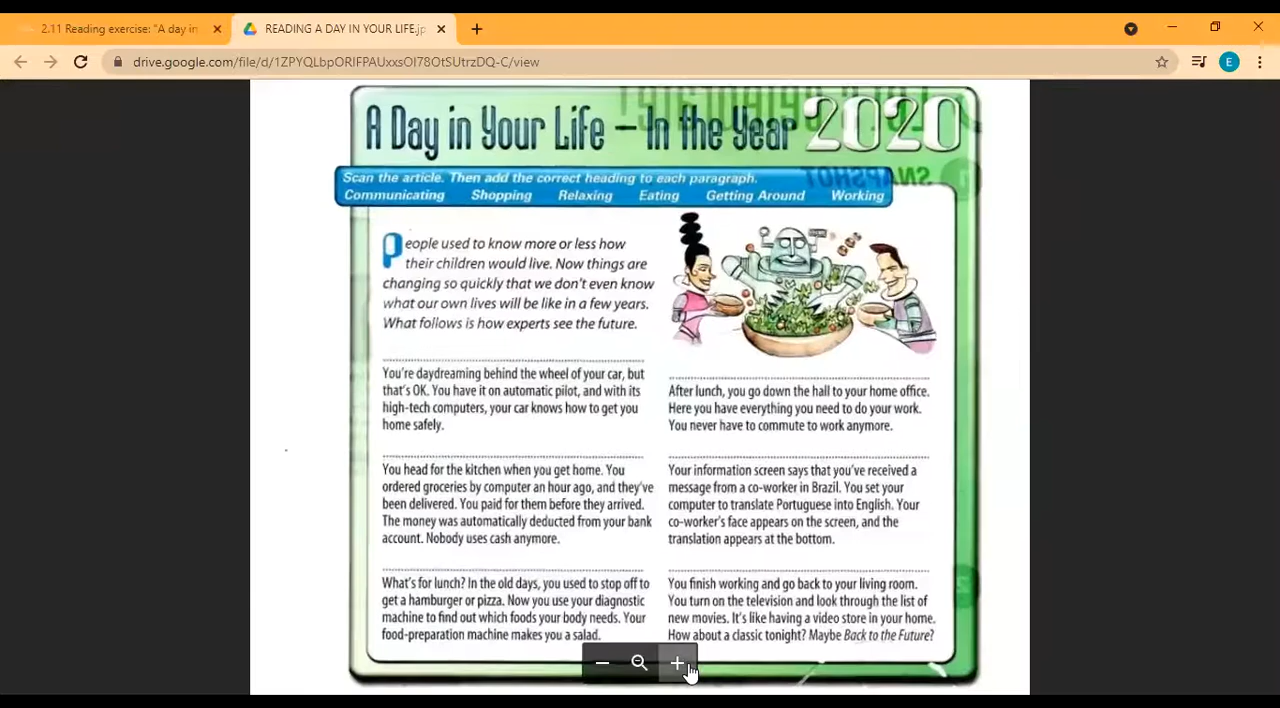 2.11 Reading exercise: "A day in
READING A DAY IN YOUR LIFE.jp
drive.google.com/file/d/1ZPYQLbpORIFPAUxxsOI78OtSUtrzDQ-C/view
E
A Day in Your Life – In the Year 2020
SNAPSHOT
Scan the article. Then add the correct heading to each paragraph.
Communicating Shopping Relaxing Eating Getting Around Working
People used to know more or less how
their children would live. Now things are
changing so quickly that we don't even know
what our own lives will be like in a few years.
What follows is how experts see the future.
You're daydreaming behind the wheel of your car, but
that's OK. You have it on automatic pilot, and with its
high-tech computers, your car knows how to get you
home safely.
You head for the kitchen when you get home. You
ordered groceries by computer an hour ago, and they've
been delivered. You paid for them before they arrived.
The money was automatically deducted from your bank
account. Nobody uses cash anymore.
What's for lunch? In the old days, you used to stop off to
get a hamburger or pizza. Now you use your diagnostic
machine to find out which foods your body needs. Your
food-preparation machine makes you a salad.
After lunch, you go down the hall to your home office.
Here you have everything you need to do your work.
You never have to commute to work anymore.
Your information screen says that you've received a
message from a co-worker in Brazil. You set your
computer to translate Portuguese into English. Your
co-worker's face appears on the screen, and the
translation appears at the bottom.
You finish working and go back to your living room.
You turn on the television and look through the list of
new movies. It's like having a video store in your home.
How about a classic tonight? Maybe Back to the Future?